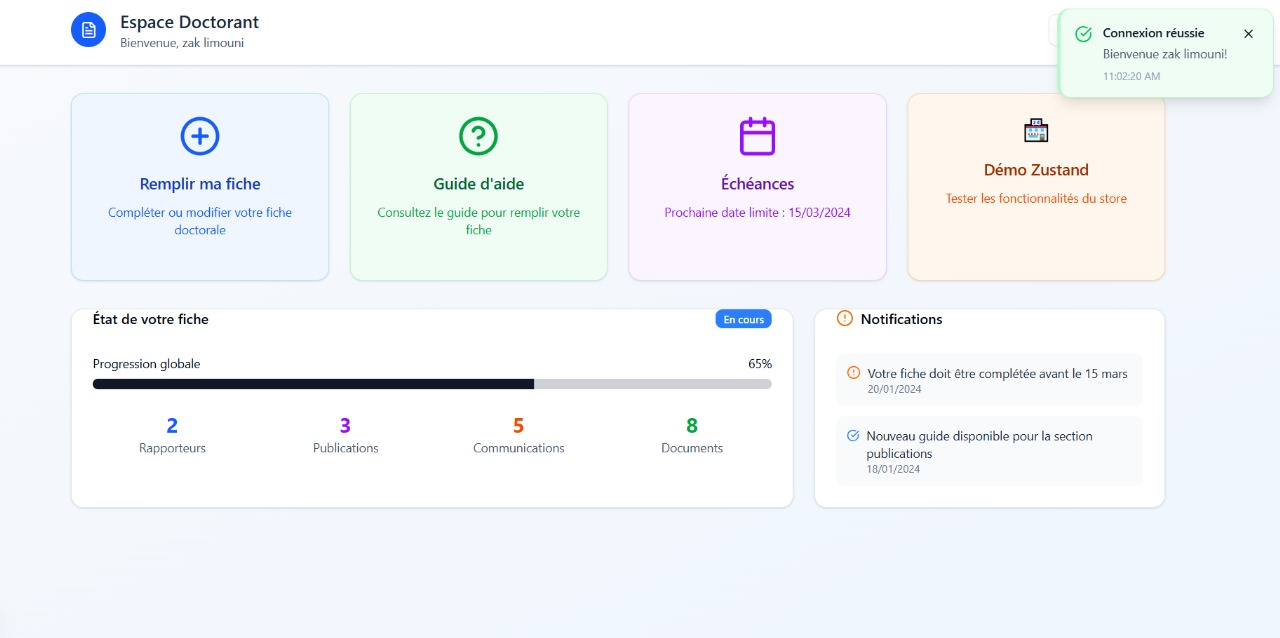 Espace Doctorant
Bienvenue, zak limouni
Connexion réussie
Bienvenue zak limouni!
11:02:20 AM
Remplir ma fiche
Compléter ou modifier votre fiche
doctorale
Guide d'aide
Consultez le guide pour remplir votre
fiche
Échéances
Prochaine date limite : 15/03/2024
Démo Zustand
Tester les fonctionnalités du store
État de votre fiche
En cours
Progression globale
65%
2
Rapporteurs
3
Publications
5
Communications
8
Documents
Notifications
Votre fiche doit être complétée avant le 15 mars
20/01/2024
Nouveau guide disponible pour la section
publications
18/01/2024